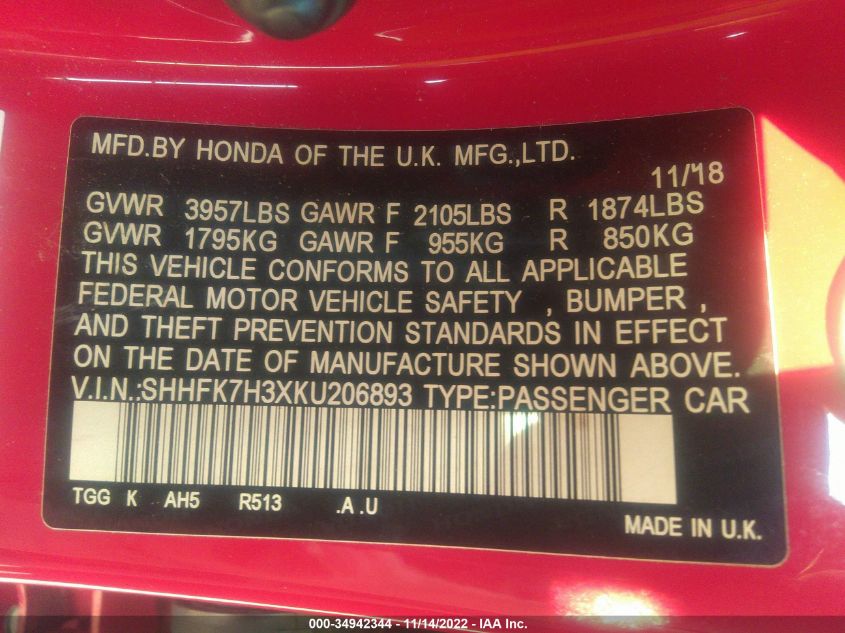 MFD.BY HONDA OF THE U.K. MFG.,LTD.
11/18
GVWR 3957LBS GAWR F 2105LBS R 1874LBS
GVWR 1795KG GAWR F 955KG R 850KG
THIS VEHICLE CONFORMS TO ALL APPLICABLE
FEDERAL MOTOR VEHICLE SAFETY , BUMPER ,
AND THEFT PREVENTION STANDARDS IN EFFECT
ON THE DATE OF MANUFACTURE SHOWN ABOVE.
V.I.N.:SHHFK7H3XKU206893 TYPE:PASSENGER CAR
TGG K AH5 R513 .A .U
MADE IN U.K.
000-34942344 - 11/14/2022 - IAA Inc.